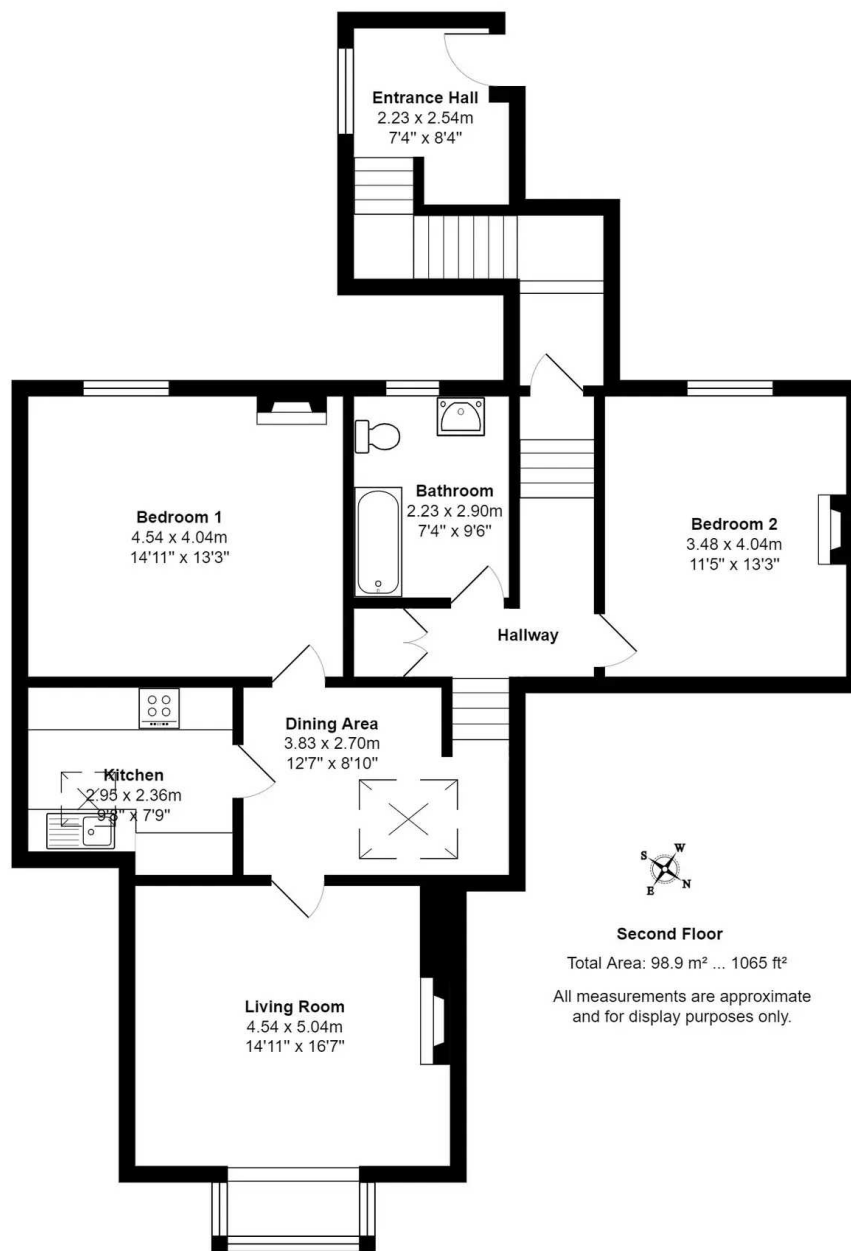 Entrance Hall
2.23 x 2.54m
7'4" x 8'4"
Bedroom 1
4.54 x 4.04m
14'11" x 13'3"
Bathroom
2.23 x 2.90m
7'4" x 9'6"
Bedroom 2
3.48 x 4.04m
11'5" x 13'3"
Hallway
Dining Area
3.83 x 2.70m
12'7" x 8'10"
Kitchen
2.95 x 2.36m
9'8" x 7'9"
S
W
E
N
Second Floor
Total Area: 98.9 m² ... 1065 ft²
All measurements are approximate
and for display purposes only.
Living Room
4.54 x 5.04m
14'11" x 16'7"